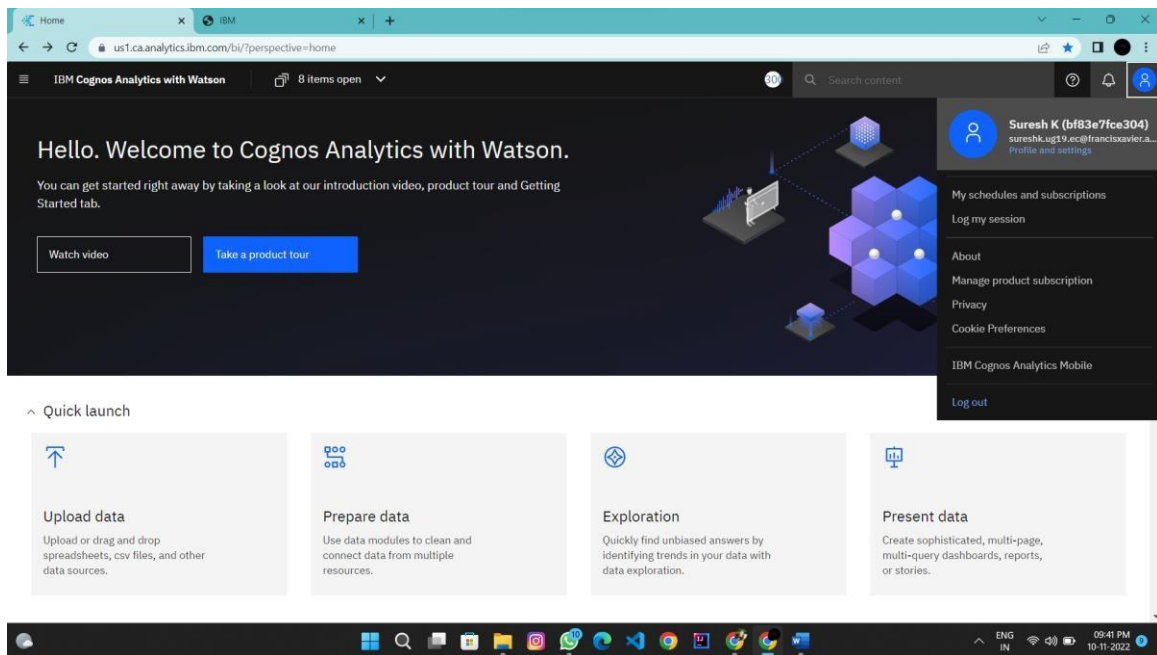 Home
IBM
us1.ca.analytics.ibm.com/bi/?perspective=home
IBM Cognos Analytics with Watson
8 items open
Search content
Hello. Welcome to Cognos Analytics with Watson.
You can get started right away by taking a look at our introduction video, product tour and Getting
Started tab.
Watch video
Take a product tour
Suresh K (bf83e7fce304)
sureshk.ug19.ec@francisxavier.a...
Profile and settings
My schedules and subscriptions
Log my session
About
Manage product subscription
Privacy
Cookie Preferences
IBM Cognos Analytics Mobile
Log out
Quick launch
Upload data
Upload or drag and drop
spreadsheets, csv files, and other
data sources.
Prepare data
Use data modules to clean and
connect data from multiple
resources.
Exploration
Quickly find unbiased answers by
identifying trends in your data with
data exploration.
Present data
Create sophisticated, multi-page,
multi-query dashboards, reports,
or stories.
ENG
IN
09:41 PM
10-11-2022